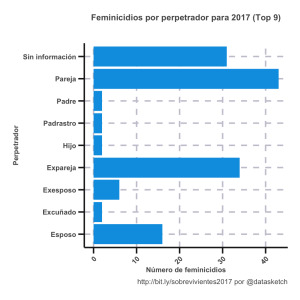 Feminicidios por perpetrador para 2017 (Top 9)
Sin información
Pareja
Padre
Padrastro
Hijo
Expareja
Exesposo
Excuñado
Esposo
Perpetrador
0 10 20 30 40
Número de feminicidios
http://bit.ly/sobrevivientes2017 por @datasketch